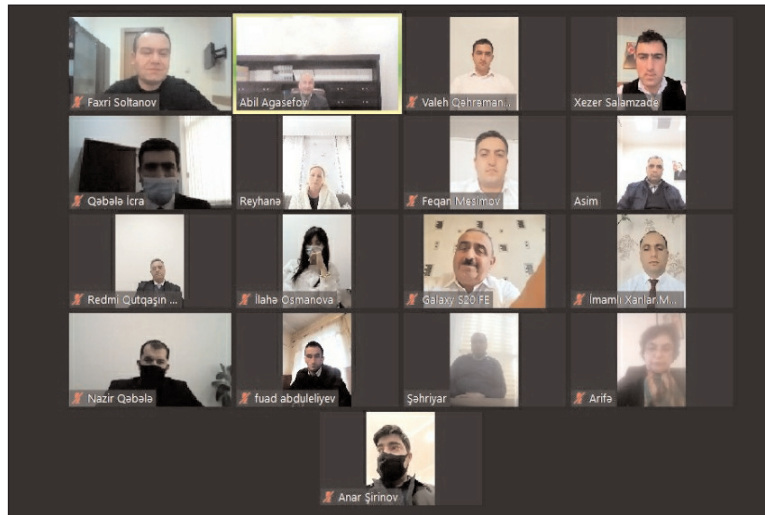 Faxri Soltanov
Abil Agasefov
Valeh Qəhrəman...
Xezer Salamzade
Qəbələ İcra
Reyhanə
Feqan Mesimov
Asim
Redmi Qutqaşın ...
İlahə Osmanova
Galaxy S20 FE
İmamli Xanlar M...
Nazir Qəbələ
fuad abduleliyev
Şəhriyar
Arifə
Anar Şirinov